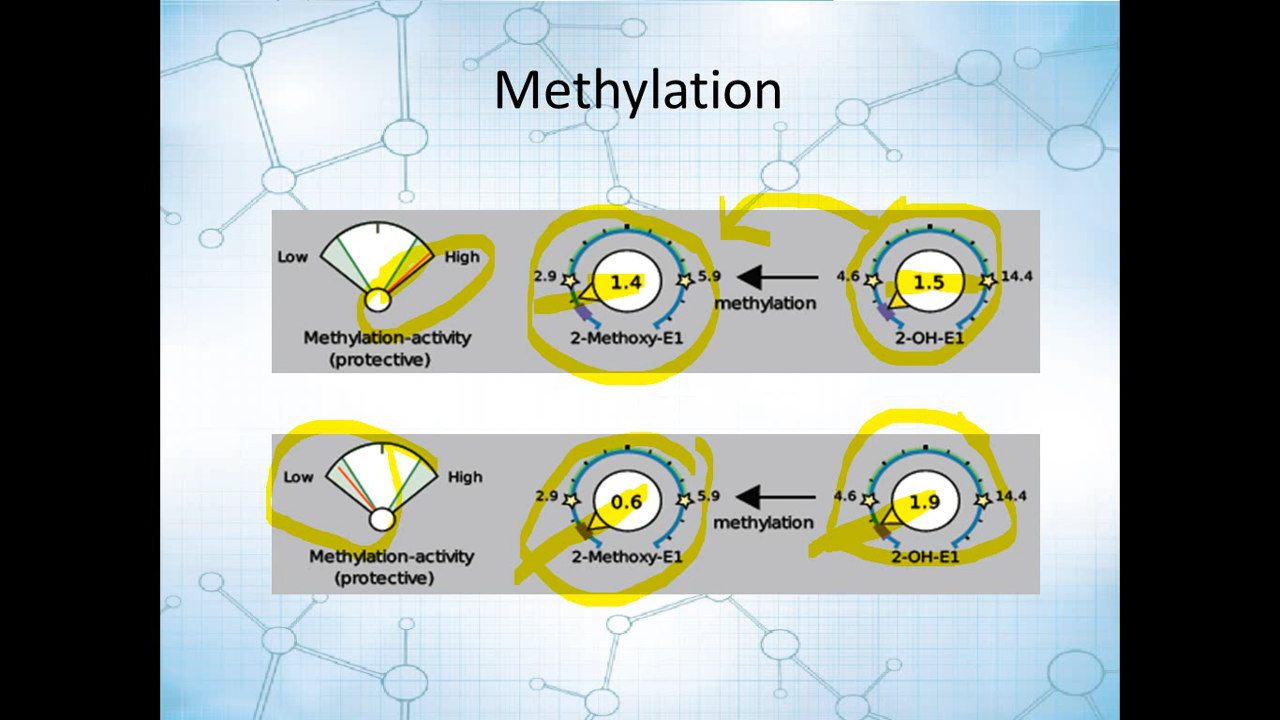 Methylation
Low
High
Methylation-activity
(protective)
2.9
1.4
5.9
2-Methoxy-E1
methylation
4.6
1.5
14.4
2-OH-E1
Low
High
Methylation-activity
(protective)
2.9
0.6
5.9
2-Methoxy-E1
methylation
4.6
1.9
14.4
2-OH-E1